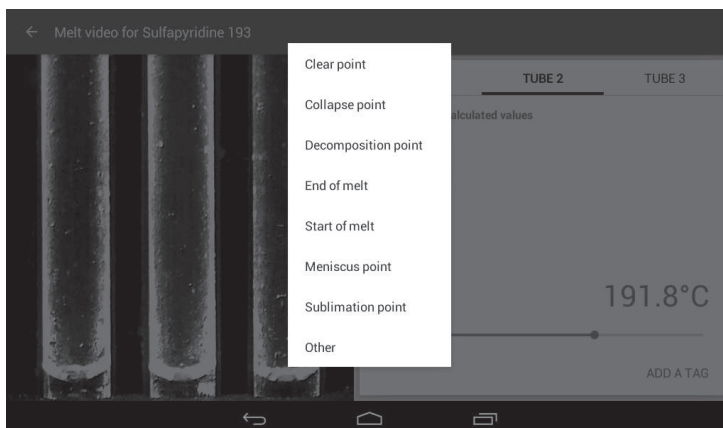 Melt video for Sulfapyridine 193
Clear point
Collapse point
Decomposition point
End of melt
Start of melt
Meniscus point
Sublimation point
Other
TUBE 2
TUBE 3
alculated values
191.8°C
ADD A TAG